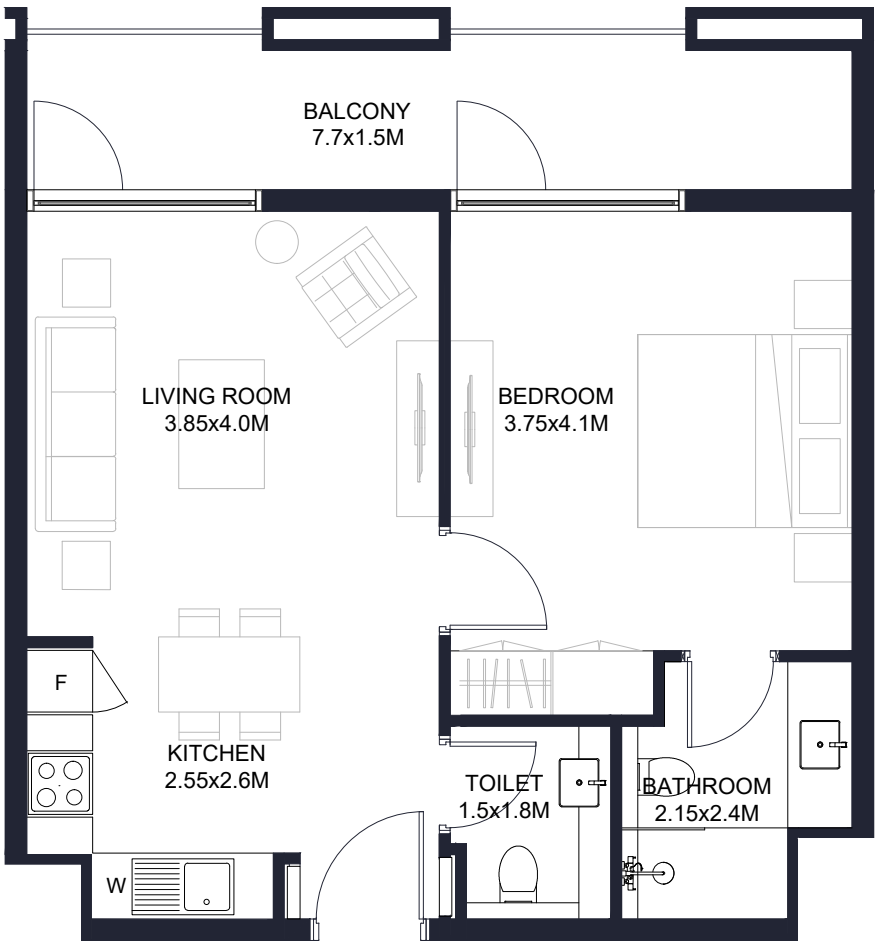 BALCONY
7.7x1.5M
LIVING ROOM
3.85x4.0M
BEDROOM
3.75x4.1M
F
KITCHEN
2.55x2.6M
TOILET
1.5x1.8M
BATHROOM
2.15x2.4M
W